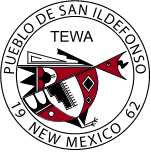 PUEBLO DE SAN ILDEFONSO
TEWA
19 NEW MEXICO 62